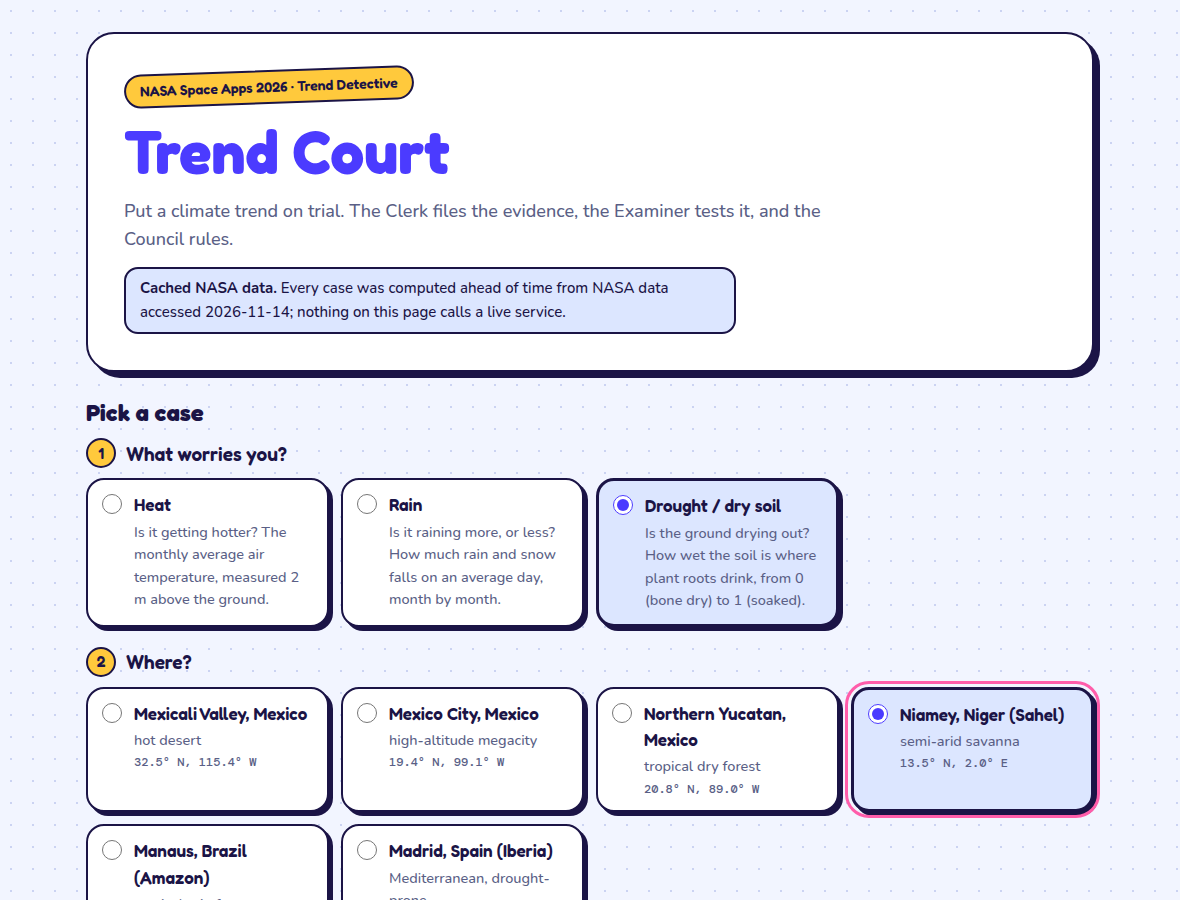 NASA Space Apps 2026 · Trend Detective
Trend Court
Put a climate trend on trial. The Clerk files the evidence, the Examiner tests it, and the
Council rules.
Cached NASA data. Every case was computed ahead of time from NASA data
accessed 2026-11-14; nothing on this page calls a live service.
Pick a case
1 What worries you?
Heat
Is it getting hotter? The
monthly average air
temperature, measured 2
m above the ground.
Rain
Is it raining more, or less?
How much rain and snow
falls on an average day,
month by month.
Drought / dry soil
Is the ground drying out?
How wet the soil is where
plant roots drink, from 0
(bone dry) to 1 (soaked).
2 Where?
Mexicali Valley, Mexico
hot desert
32.5° N, 115.4° W
Mexico City, Mexico
high-altitude megacity
19.4° N, 99.1° W
Northern Yucatan,
Mexico
tropical dry forest
20.8° N, 89.0° W
Niamey, Niger (Sahel)
semi-arid savanna
13.5° N, 2.0° E
Manaus, Brazil
(Amazon)
Madrid, Spain (Iberia)
Mediterranean, drought-